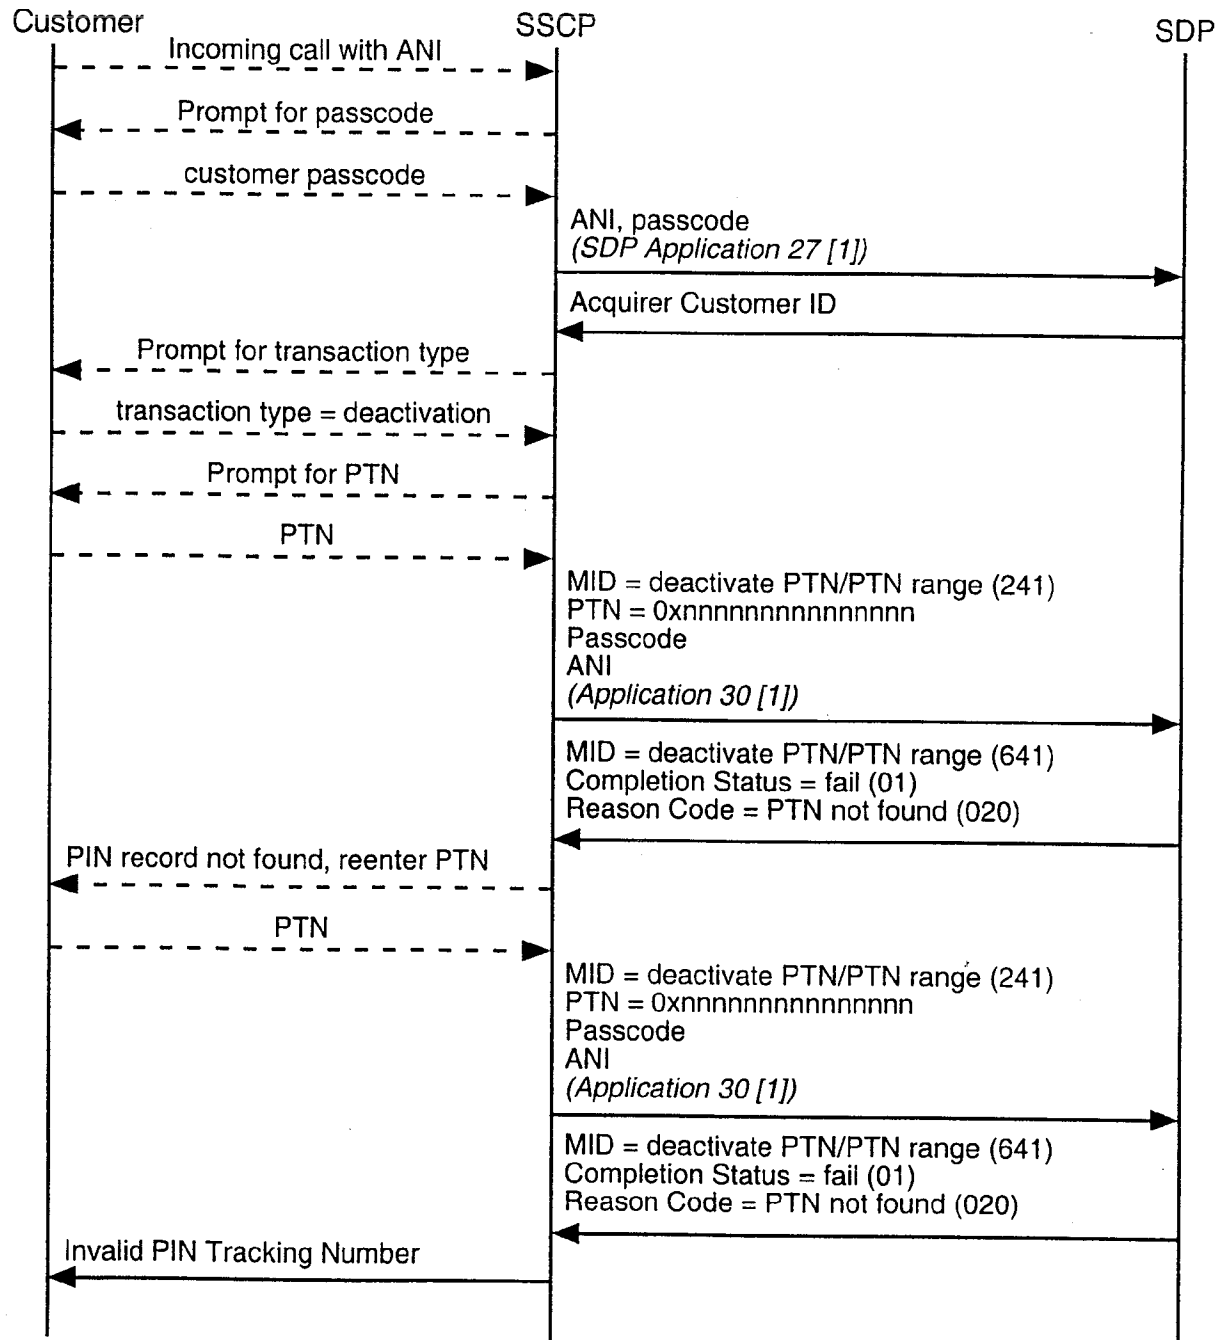 Customer
SSCP
SDP
Incoming call with ANI
Prompt for passcode
customer passcode
ANI, passcode
(SDP Application 27 [1])
Acquirer Customer ID
Prompt for transaction type
transaction type = deactivation
Prompt for PTN
PTN
MID = deactivate PTN/PTN range (241)
PTN = 0xnnnnnnnnnnnnnnnn
Passcode
ANI
(Application 30 [1])
MID = deactivate PTN/PTN range (641)
Completion Status = fail (01)
Reason Code = PTN not found (020)
PIN record not found, reenter PTN
PTN
MID = deactivate PTN/PTN range (241)
PTN = 0xnnnnnnnnnnnnnnnn
Passcode
ANI
(Application 30 [1])
MID = deactivate PTN/PTN range (641)
Completion Status = fail (01)
Reason Code = PTN not found (020)
Invalid PIN Tracking Number